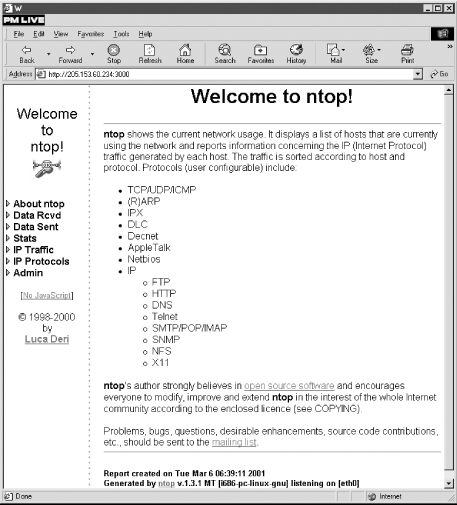 W
PM LIVE
File Edit View Favorites Tools Help
Back Forward Stop Refresh Home Search Favorites History Mail Size Print
Address http://205.153.60.234:3000 Go
Welcome
to
ntop!
About ntop
Data Rcvd
Data Sent
Stats
IP Traffic
IP Protocols
Admin
[No JavaScript]
© 1998-2000
by
Luca Deri
Welcome to ntop!
ntop shows the current network usage. It displays a list of hosts that are currently
using the network and reports information concerning the IP (Internet Protocol)
traffic generated by each host. The traffic is sorted according to host and
protocol. Protocols (user configurable) include:
TCP/UDP/ICMP
(R)ARP
IPX
DLC
Decnet
AppleTalk
Netbios
IP
FTP
HTTP
DNS
Telnet
SMTP/POP/IMAP
SNMP
NFS
X11
ntop's author strongly believes in open source software and encourages
everyone to modify, improve and extend ntop in the interest of the whole Internet
community according to the enclosed licence (see COPYING).
Problems, bugs, questions, desirable enhancements, source code contributions,
etc., should be sent to the mailing list.
Report created on Tue Mar 6 06:39:11 2001
Generated by ntop v.1.3.1 MT [i686-pc-linux-gnu] listening on [eth0]
Done Internet